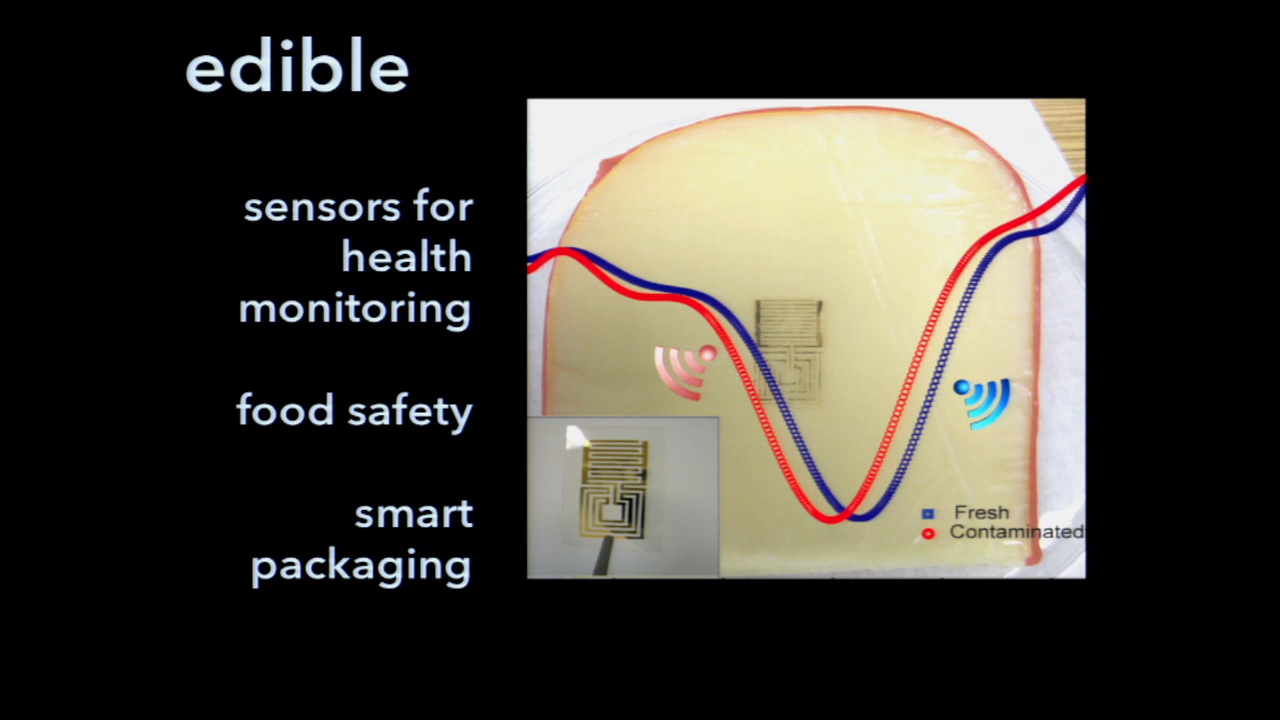 edible
sensors for
health
monitoring
food safety
smart
packaging
Fresh
Contaminated